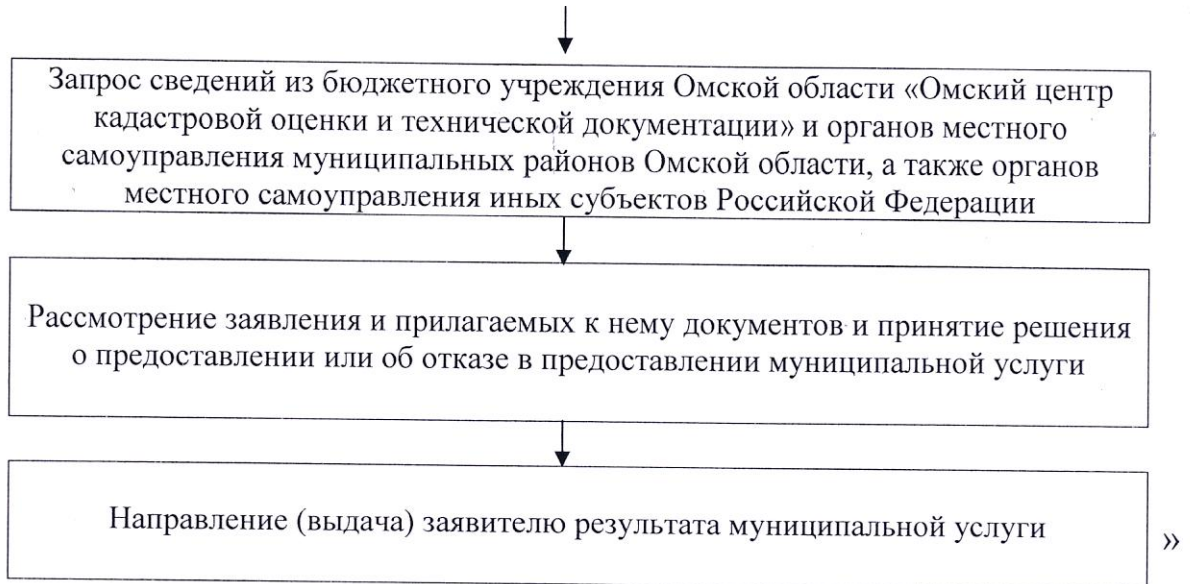 Запрос сведений из бюджетного учреждения Омской области «Омский центр
кадастровой оценки и технической документации» и органов местного
самоуправления муниципальных районов Омской области, а также органов
местного самоуправления иных субъектов Российской Федерации
Рассмотрение заявления и прилагаемых к нему документов и принятие решения
о предоставлении или об отказе в предоставлении муниципальной услуги
Направление (выдача) заявителю результата муниципальной услуги
»